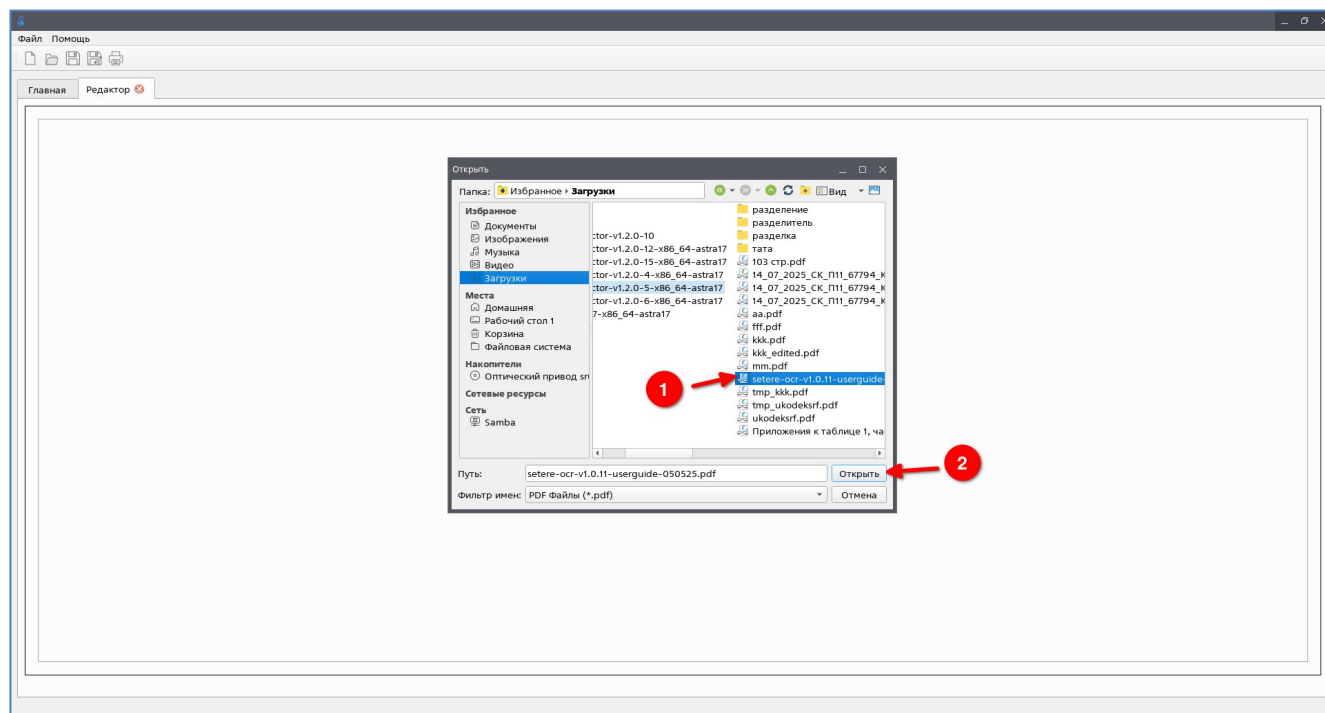 Файл Помощь
Главная
Редактор
Открыть
Папка: Избранное Загрузки
Вид
Избранное
Документы
Изображения
Музыка
Видео
Загрузки
Места
Домашняя
Рабочий стол 1
Корзина
Файловая система
Накопители
Оптический привод sr
Сетевые ресурсы
Сеть
Samba
ctor-v1.2.0-10
ctor-v1.2.0-12-x86_64-astra17
ctor-v1.2.0-15-x86_64-astra17
ctor-v1.2.0-4-x86_64-astra17
ctor-v1.2.0-5-x86_64-astra17
ctor-v1.2.0-6-x86_64-astra17
7-x86_64-astra17
разделение
разделитель
разделка
тата
103 стр.pdf
14_07_2025_СК_П11_67794_К
14_07_2025_СК_П11_67794_К
14_07_2025_СК_П11_67794_К
aa.pdf
fff.pdf
kkk.pdf
kkk_edited.pdf
mm.pdf
setere-ocr-v1.0.11-userguide-
tmp_kkk.pdf
tmp_ukodeksrf.pdf
ukodeksrf.pdf
Приложения к таблице 1, ча
1
Путь: setere-ocr-v1.0.11-userguide-050525.pdf
Открыть
2
Фильтр имен: PDF Файлы (*.pdf)
Отмена